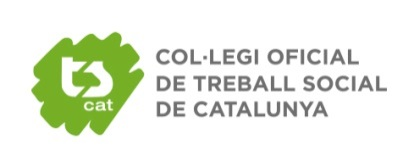 ts
cat
COL·LEGI OFICIAL
DE TREBALL SOCIAL
DE CATALUNYA